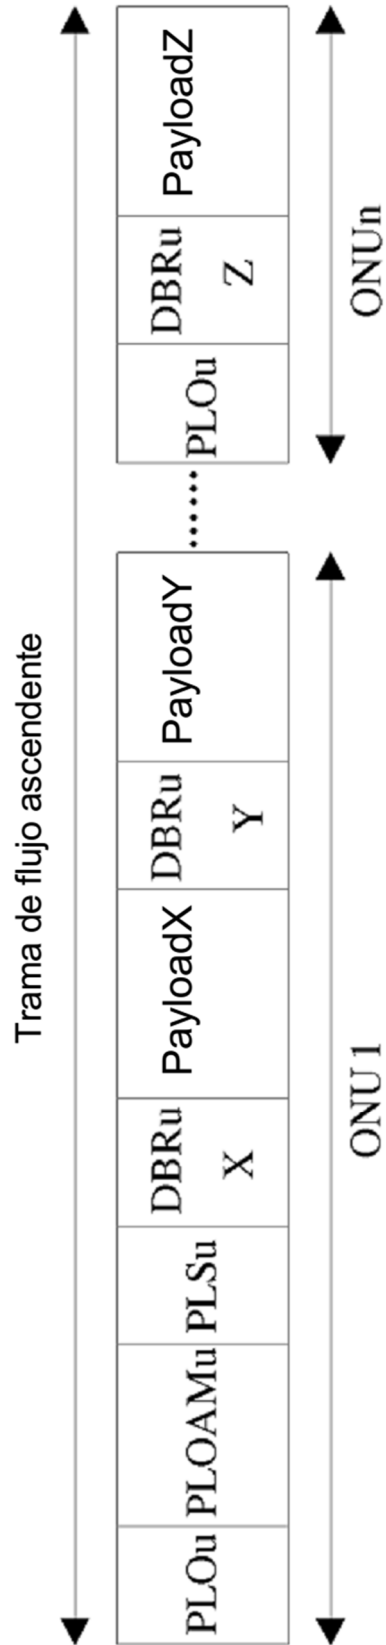 Trama de flujo ascendente
PLOu PLOAMu PLSu DBRu X PayloadX DBRu Y PayloadY ....... PLOu DBRu Z PayloadZ
ONU 1 ONUn